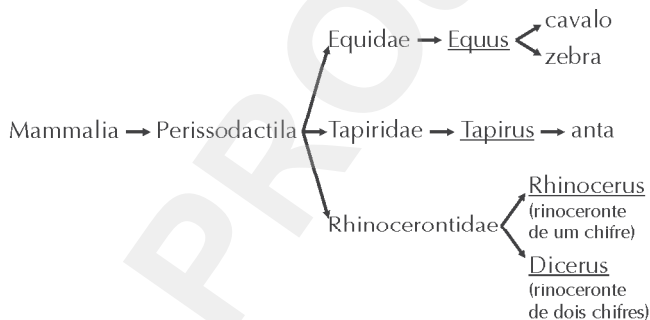 cavalo
Equidae Equus
zebra
Mammalia Perissodactila Tapiridae Tapirus anta
Rhinocerus
(rinoceronte
de um chifre)
Rhinocerontidae
Dicerus
(rinoceronte
de dois chifres)